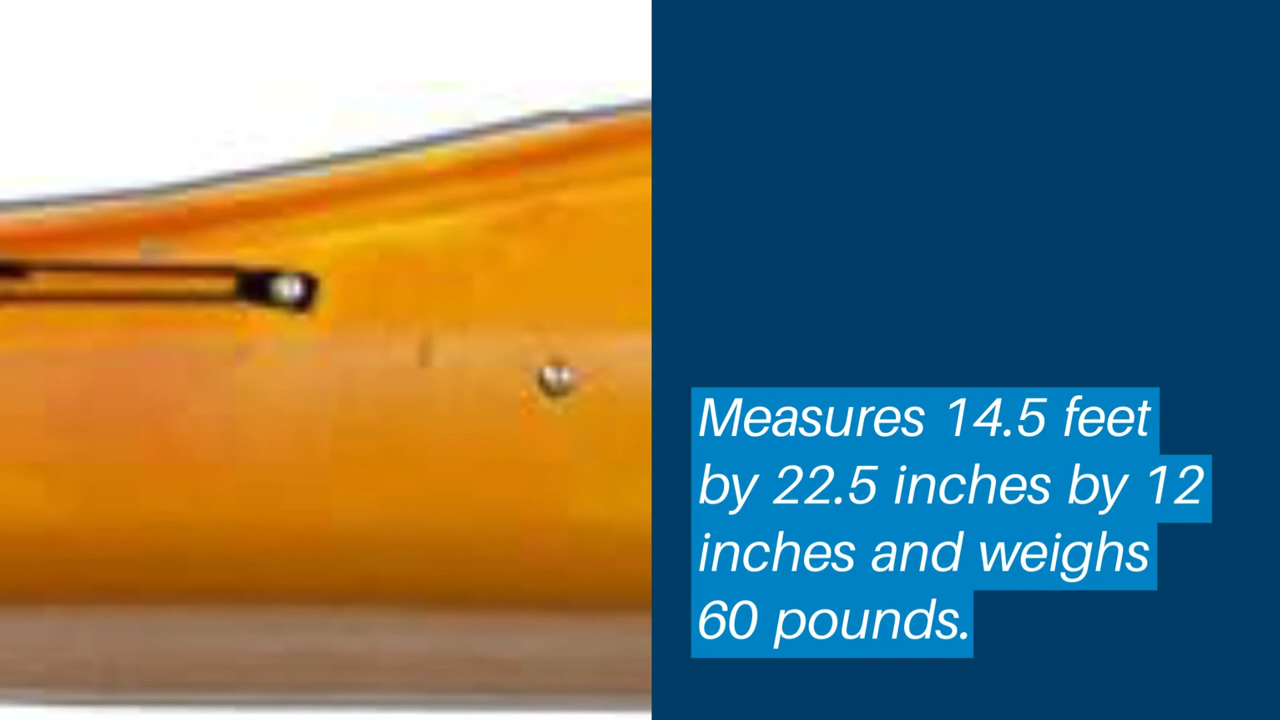 Measures 14.5 feet
by 22.5 inches by 12
inches and weighs
60 pounds.